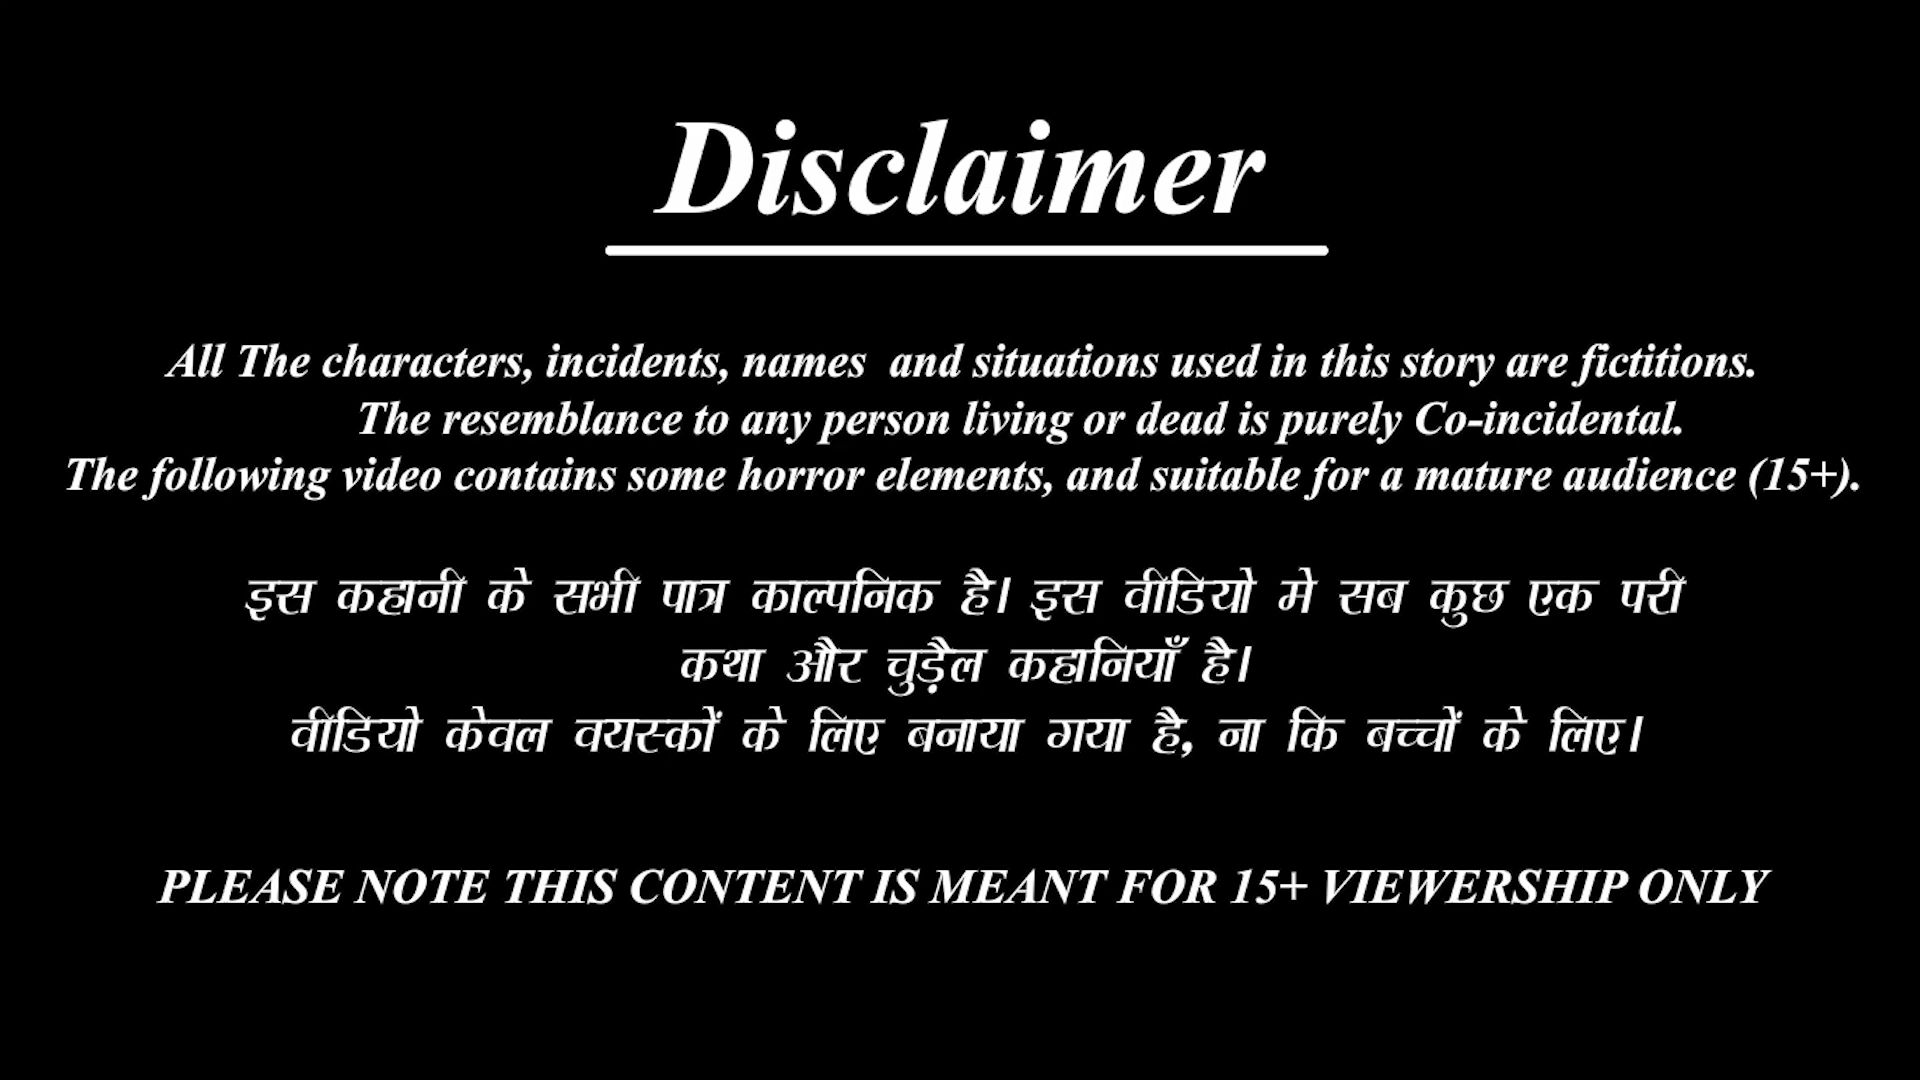 Disclaimer
All The characters, incidents, names and situations used in this story are fictitions.
The resemblance to any person living or dead is purely Co-incidental.
The following video contains some horror elements, and suitable for a mature audience (15+).
इस कहानी के सभी पात्र काल्पनिक है। इस वीडियो मे सब कुछ एक परी
कथा और चुड़ैल कहानियाँ है।
वीडियो केवल वयस्कों के लिए बनाया गया है, ना कि बच्चों के लिए।
PLEASE NOTE THIS CONTENT IS MEANT FOR 15+ VIEWERSHIP ONLY